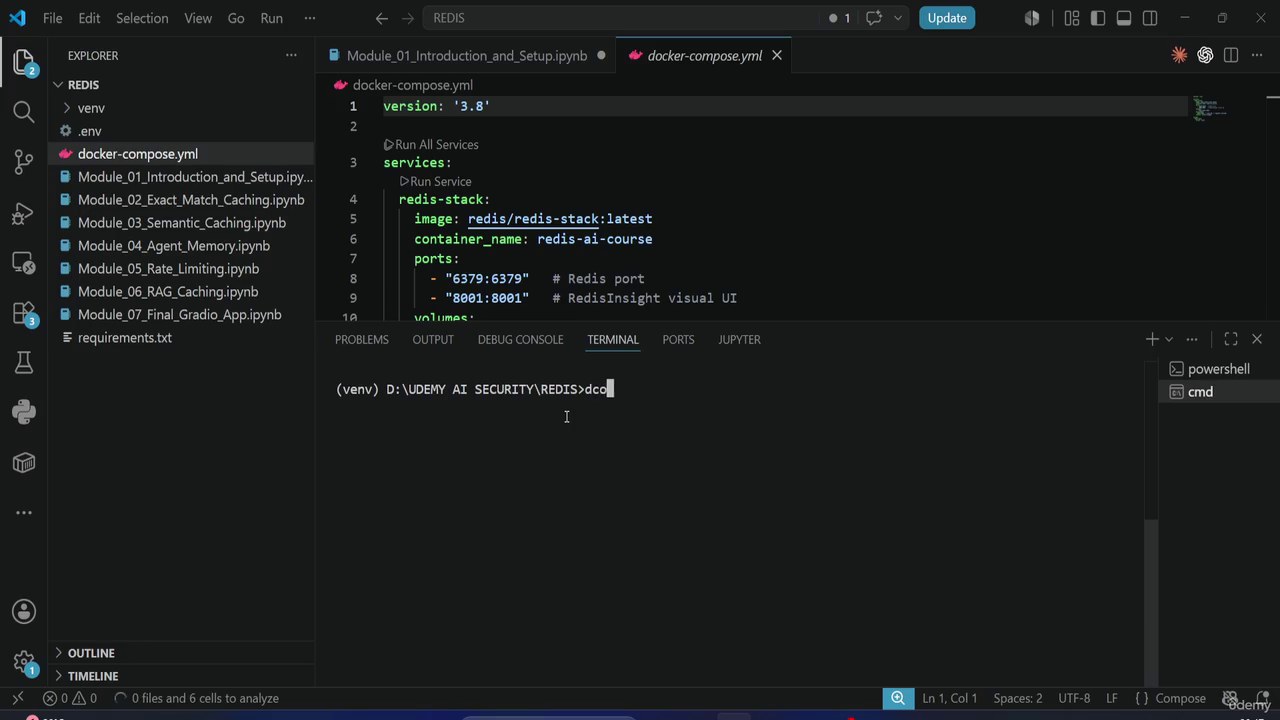 File Edit Selection View Go Run ··· REDIS 1 Update
EXPLORER ···
REDIS
venv
.env
docker-compose.yml
Module_01_Introduction_and_Setup.ipy...
Module_02_Exact_Match_Caching.ipynb
Module_03_Semantic_Caching.ipynb
Module_04_Agent_Memory.ipynb
Module_05_Rate_Limiting.ipynb
Module_06_RAG_Caching.ipynb
Module_07_Final_Gradio_App.ipynb
requirements.txt
OUTLINE
TIMELINE
2
3
1
Module_01_Introduction_and_Setup.ipynb docker-compose.yml
docker-compose.yml
1 version: '3.8'
2
Run All Services
3 services:
Run Service
4 redis-stack:
5 image: redis/redis-stack:latest
6 container_name: redis-ai-course
7 ports:
8 - "6379:6379" # Redis port
9 - "8001:8001" # RedisInsight visual UI
10 volumes:
PROBLEMS OUTPUT DEBUG CONSOLE TERMINAL PORTS JUPYTER
(venv) D:\UDEMY AI SECURITY\REDIS>dco
powershell
cmd
0 0 0 files and 6 cells to analyze Ln 1, Col 1 Spaces: 2 UTF-8 LF { } Compose
Udemy